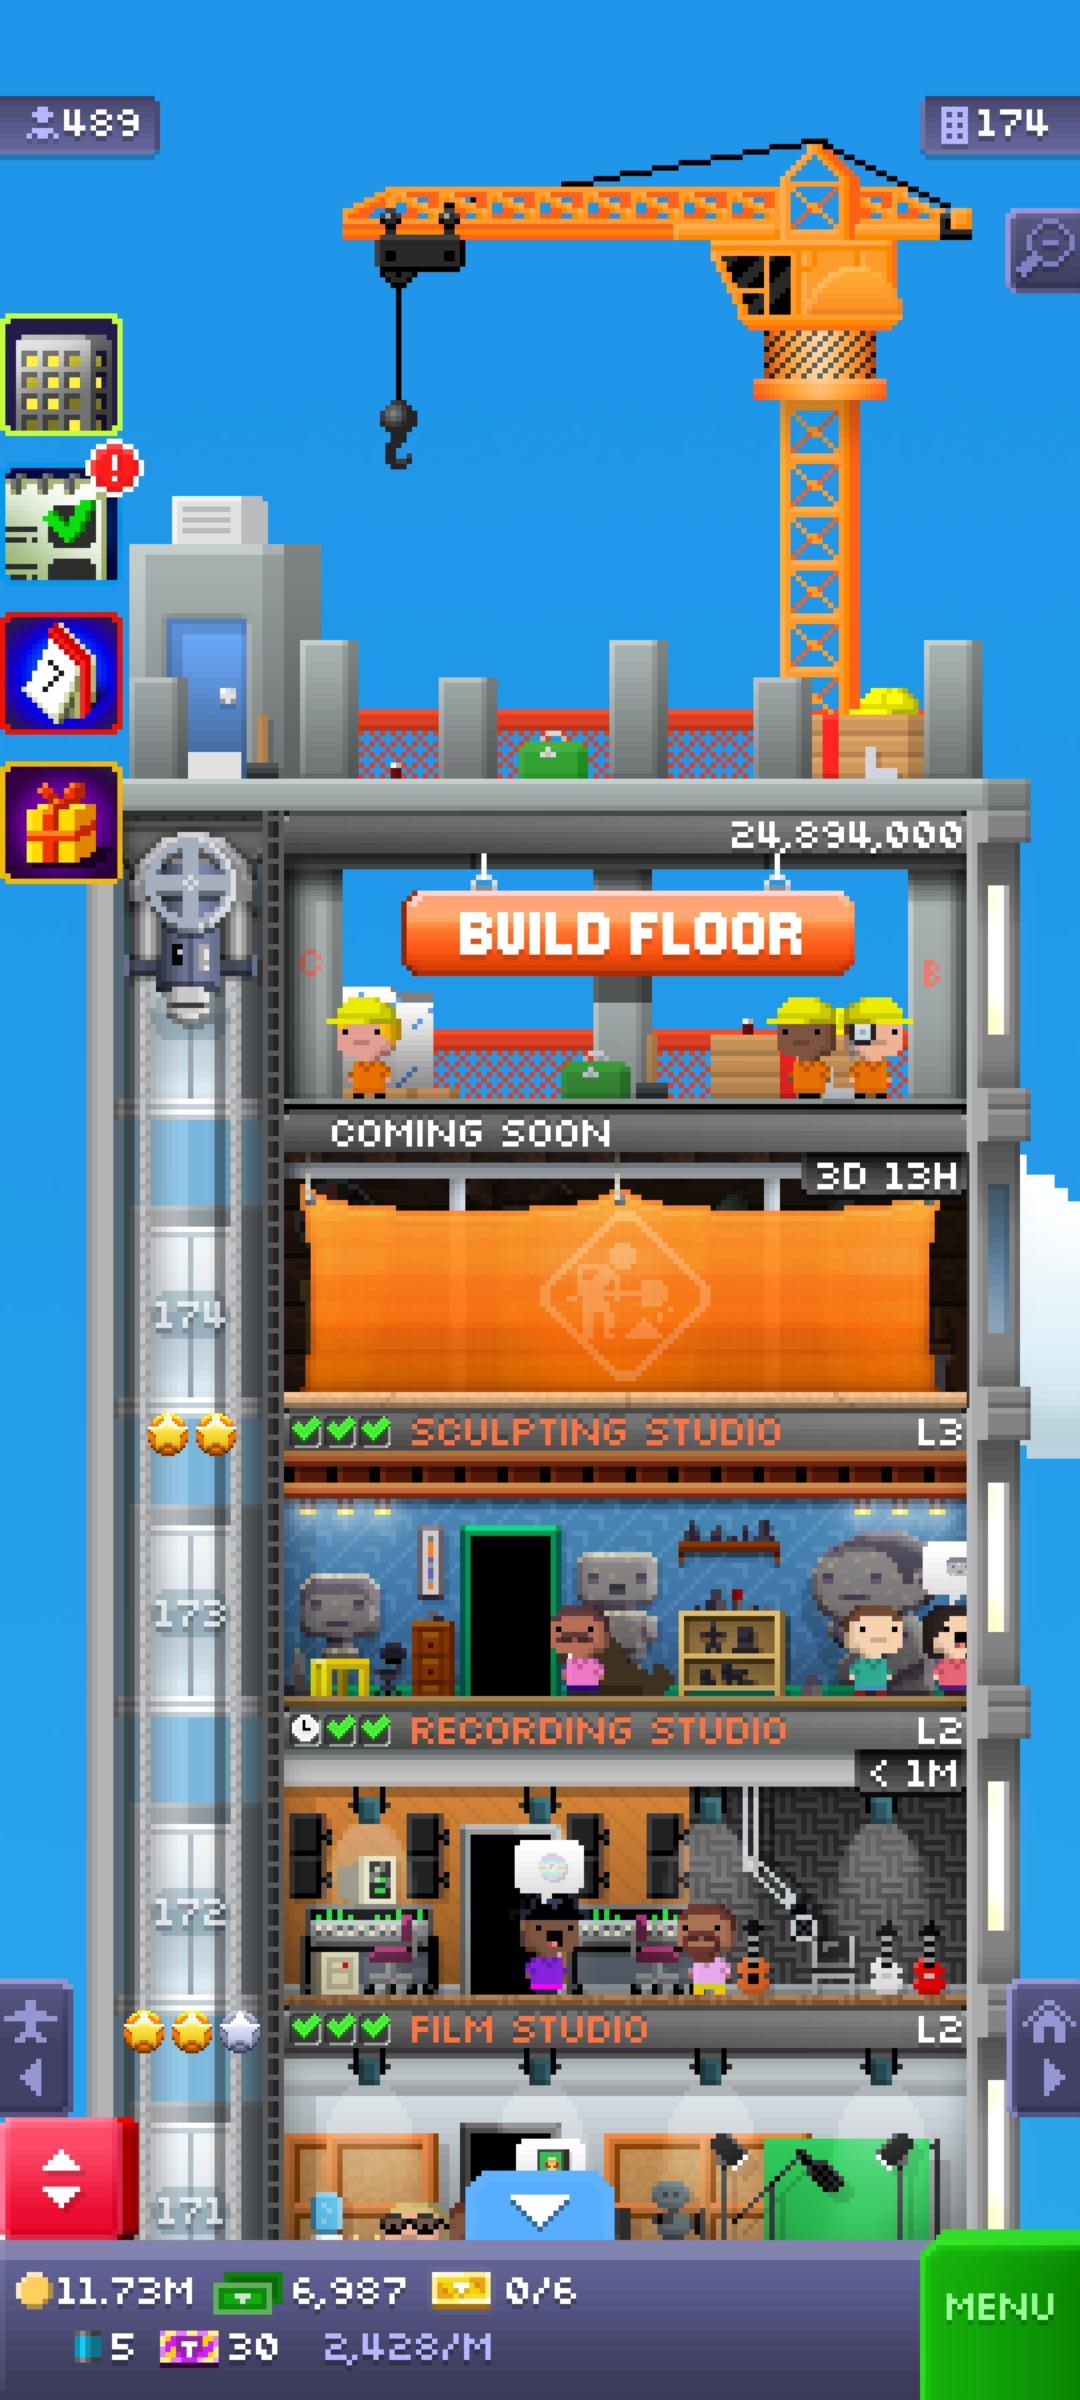 489
174
24,894,000
BUILD FLOOR
C
B
COMING SOON
3D 13H
174
SCULPTING STUDIO L3
173
RECORDING STUDIO L2
< 1M
172
FILM STUDIO L2
171
11.73M 6,987 0/6
5 30 2,428/M
MENU